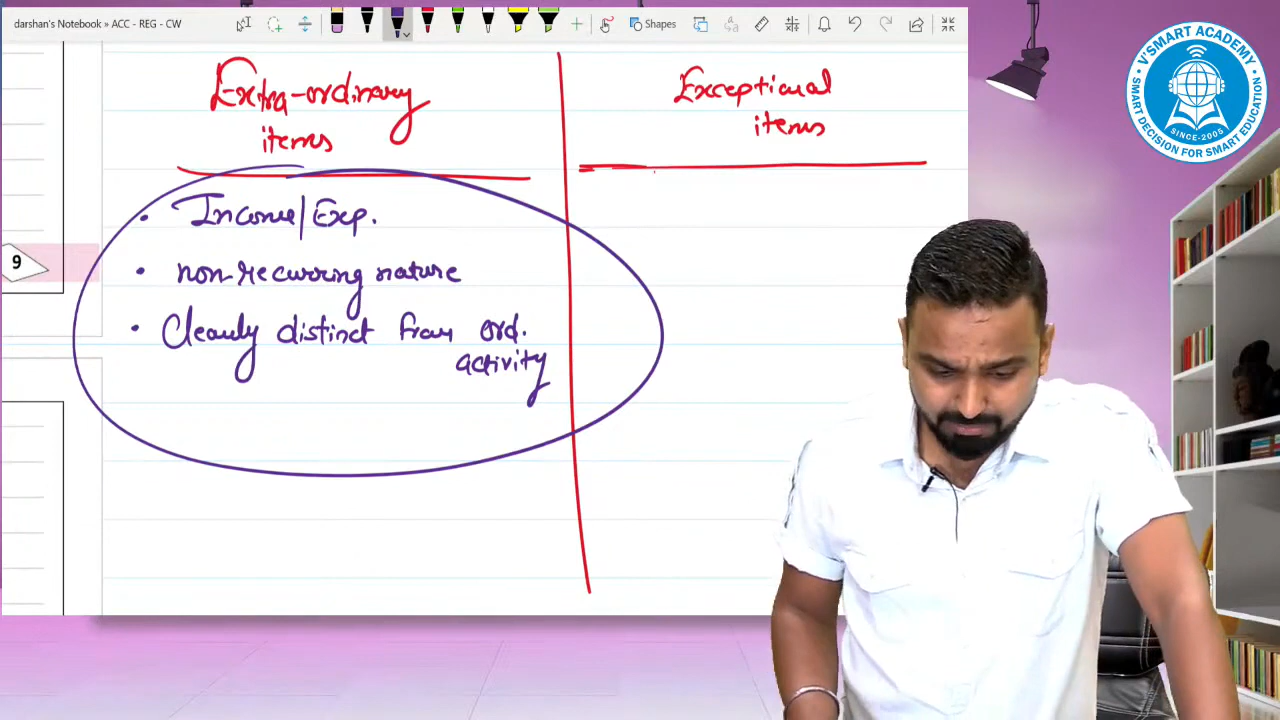 darshan's Notebook » ACC - REG - CW
Shapes
Extra-ordinary
items
Exceptional
items
• Income/Exp.
• non-recurring nature
• Clearly distinct from ord.
activity
9
V'SMART ACADEMY
SINCE-2005
• SMART DECISION FOR SMART EDUCATION •